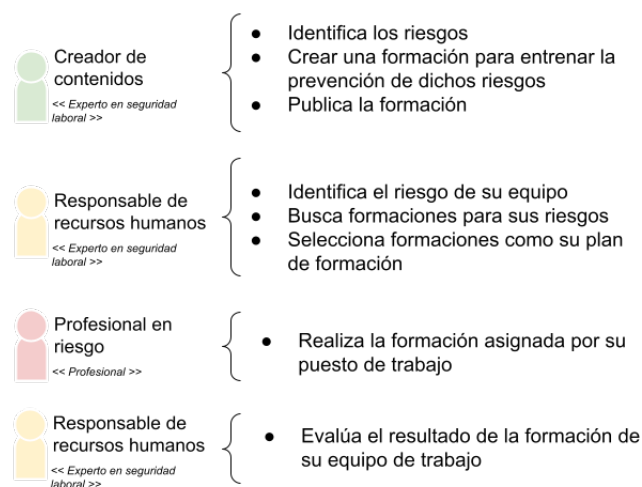 Creador de
contenidos
<< Experto en seguridad
laboral >>
● Identifica los riesgos
● Crear una formación para entrenar la
prevención de dichos riesgos
● Publica la formación
Responsable de
recursos humanos
<< Experto en seguridad
laboral >>
● Identifica el riesgo de su equipo
● Busca formaciones para sus riesgos
● Selecciona formaciones como su plan
de formación
Profesional en
riesgo
<< Profesional >>
● Realiza la formación asignada por su
puesto de trabajo
Responsable de
recursos humanos
<< Experto en seguridad
laboral >>
● Evalúa el resultado de la formación de
su equipo de trabajo